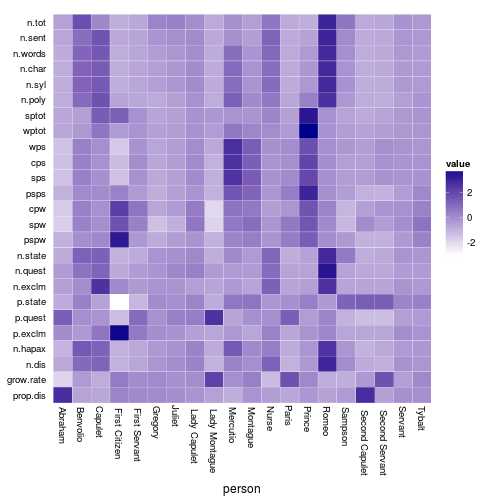 n.tot
n.sent
n.words
n.char
n.syl
n.poly
sptot
wptot
wps
cps
sps
psps
cpw
spw
pspw
n.state
n.quest
n.exclm
p.state
p.quest
p.exclm
n.hapax
n.dis
grow.rate
prop.dis
value
2
0
-2
Abraham
Benvolio
Capulet
First Citizen
First Servant
Gregory
Juliet
Lady Capulet
Lady Montague
Mercutio
Montague
Nurse
Paris
Prince
Romeo
Sampson
Second Capulet
Second Servant
Servant
Tybalt
person